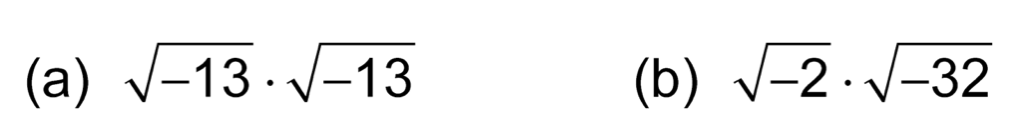 (a) √–13 · √–13 (b) √–2 · √–32